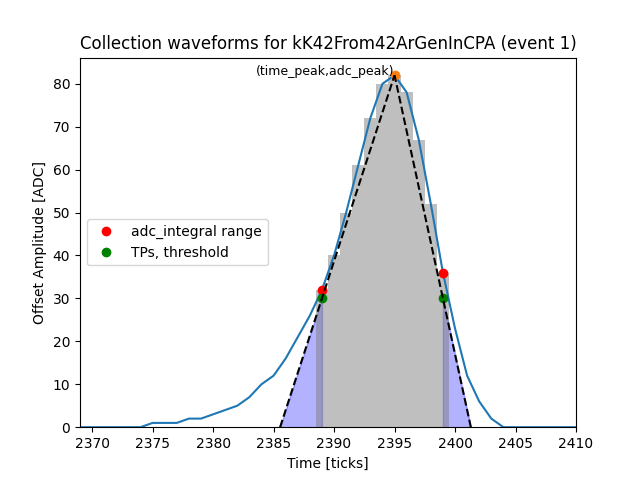 Collection waveforms for kK42From42ArGenInCPA (event 1)
(time_peak,adc_peak)
80
70
60
50
40
30
20
10
0
Offset Amplitude [ADC]
adc_integral range
TPs, threshold
2370 2375 2380 2385 2390 2395 2400 2405 2410
Time [ticks]